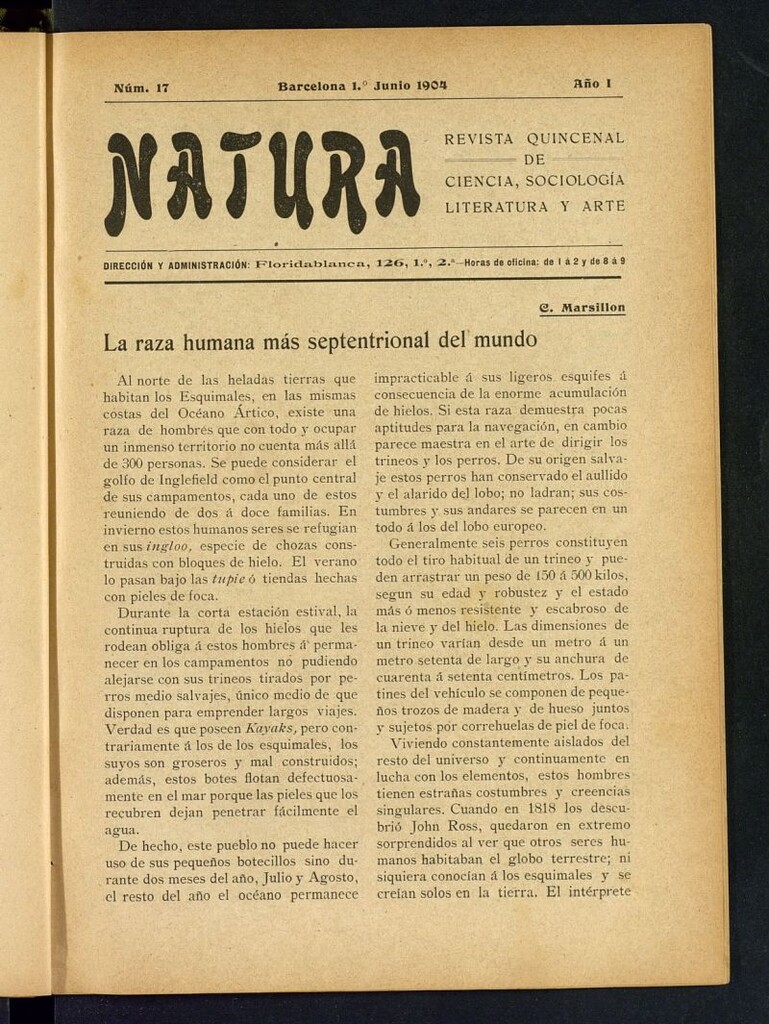 Núm. 17
Barcelona 1.º Junio 1904
Año I
NATURA
REVISTA QUINCENAL
DE
CIENCIA, SOCIOLOGÍA
LITERATURA Y ARTE
DIRECCIÓN Y ADMINISTRACIÓN: Floridablanca, 126, 1.º, 2.ª—Horas de oficina: de 1 á 2 y de 8 á 9
C. Marsillon
La raza humana más septentrional del mundo
Al norte de las heladas tierras que
habitan los Esquimales, en las mismas
costas del Océano Ártico, existe una
raza de hombres que con todo y ocupar
un inmenso territorio no cuenta más allá
de 300 personas. Se puede considerar el
golfo de Inglefield como el punto central
de sus campamentos, cada uno de estos
reuniendo de dos á doce familias. En
invierno estos humanos seres se refugian
en sus ingloo, especie de chozas cons-
truidas con bloques de hielo. El verano
lo pasan bajo las tupie ó tiendas hechas
con pieles de foca.
Durante la corta estación estival, la
continua ruptura de los hielos que les
rodean obliga á estos hombres á perma-
necer en los campamentos no pudiendo
alejarse con sus trineos tirados por pe-
rros medio salvajes, único medio de que
disponen para emprender largos viajes.
Verdad es que poseen Kayaks, pero con-
trariamente á los de los esquimales, los
suyos son groseros y mal construidos;
además, estos botes flotan defectuosa-
mente en el mar porque las pieles que los
recubren dejan penetrar fácilmente el
agua.
De hecho, este pueblo no puede hacer
uso de sus pequeños botecillos sino du-
rante dos meses del año, Julio y Agosto,
el resto del año el océano permanece
impracticable á sus ligeros esquifes á
consecuencia de la enorme acumulación
de hielos. Si esta raza demuestra pocas
aptitudes para la navegación, en cambio
parece maestra en el arte de dirigir los
trineos y los perros. De su origen salva-
je estos perros han conservado el aullido
y el alarido del lobo; no ladran; sus cos-
tumbres y sus andares se parecen en un
todo á los del lobo europeo.
Generalmente seis perros constituyen
todo el tiro habitual de un trineo y pue-
den arrastrar un peso de 150 á 500 kilos,
segun su edad y robustez y el estado
más ó menos resistente y escabroso de
la nieve y del hielo. Las dimensiones de
un trineo varían desde un metro á un
metro setenta de largo y su anchura de
cuarenta á setenta centímetros. Los pa-
tines del vehículo se componen de peque-
ños trozos de madera y de hueso juntos
y sujetos por correhuelas de piel de foca.
Viviendo constantemente aislados del
resto del universo y continuamente en
lucha con los elementos, estos hombres
tienen estrañas costumbres y creencias
singulares. Cuando en 1818 los descu-
brió John Ross, quedaron en extremo
sorprendidos al ver que otros seres hu-
manos habitaban el globo terrestre; ni
siquiera conocían á los esquimales y se
creían solos en la tierra. El intérprete